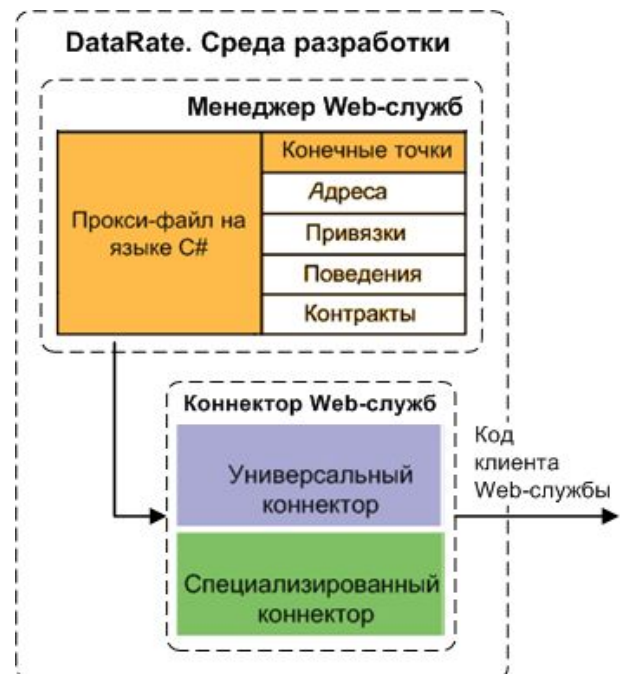 DataRate. Среда разработки
Менеджер Web-служб
Прокси-файл на
языке C#
Конечные точки
Адреса
Привязки
Поведения
Контракты
Коннектор Web-служб
Универсальный
коннектор
Специализированный
коннектор
Код
клиента
Web-службы